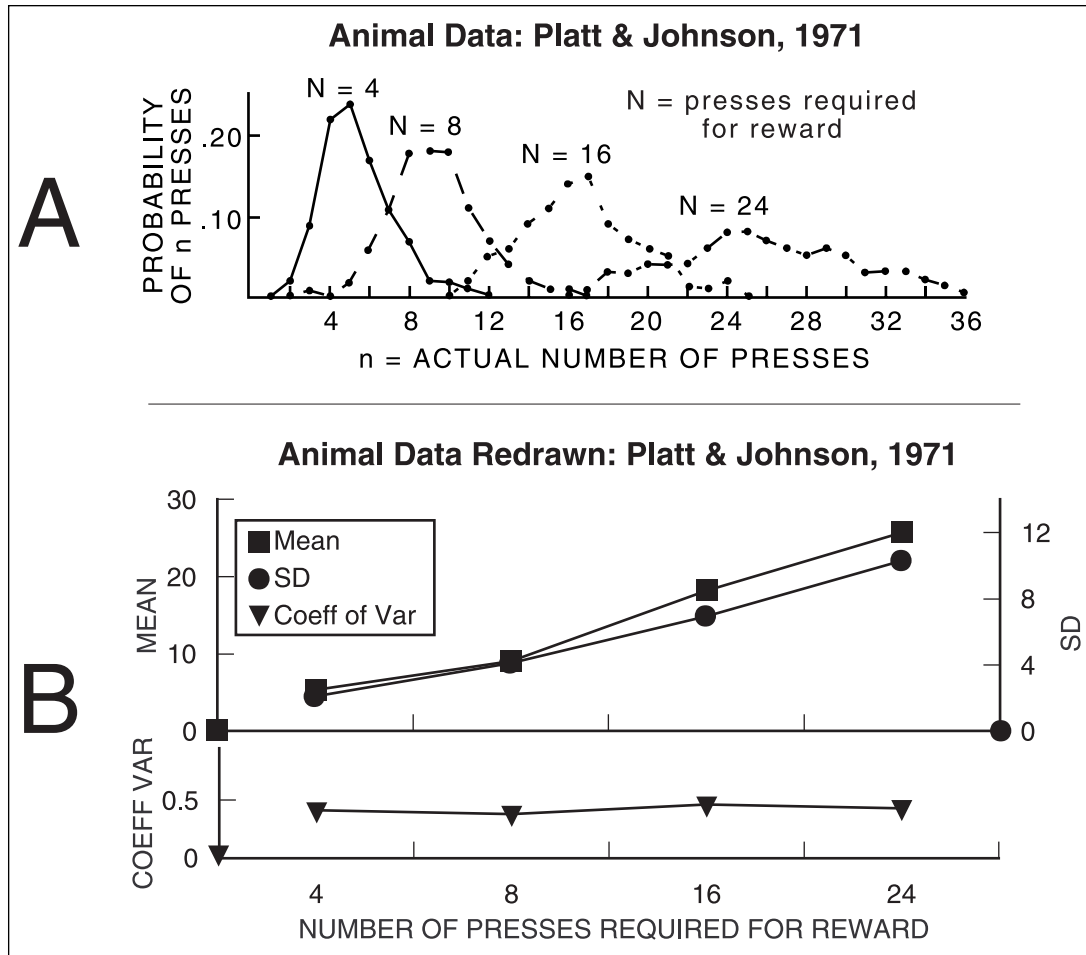 A
Animal Data: Platt & Johnson, 1971
PROBABILITY
OF n PRESSES
.20
.10
N = 4
N = 8
N = 16
N = 24
N = presses required
for reward
4 8 12 16 20 24 28 32 36
n = ACTUAL NUMBER OF PRESSES
B
Animal Data Redrawn: Platt & Johnson, 1971
MEAN
30
20
10
0
Mean
SD
Coeff of Var
SD
12
8
4
0
COEFF VAR
0.5
0
4 8 16 24
NUMBER OF PRESSES REQUIRED FOR REWARD